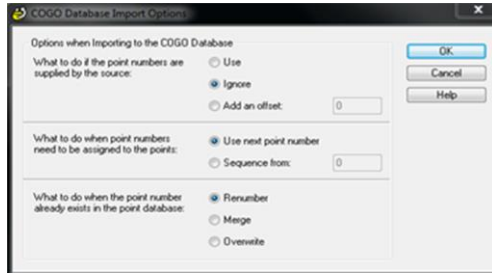 COGO Database Import Options
Options when Importing to the COGO Database
What to do if the point numbers are
supplied by the source:
Use
Ignore
Add an offset:
0
What to do when point numbers
need to be assigned to the points:
Use next point number
Sequence from:
0
What to do when the point number
already exists in the point database:
Renumber
Merge
Overwrite
OK
Cancel
Help